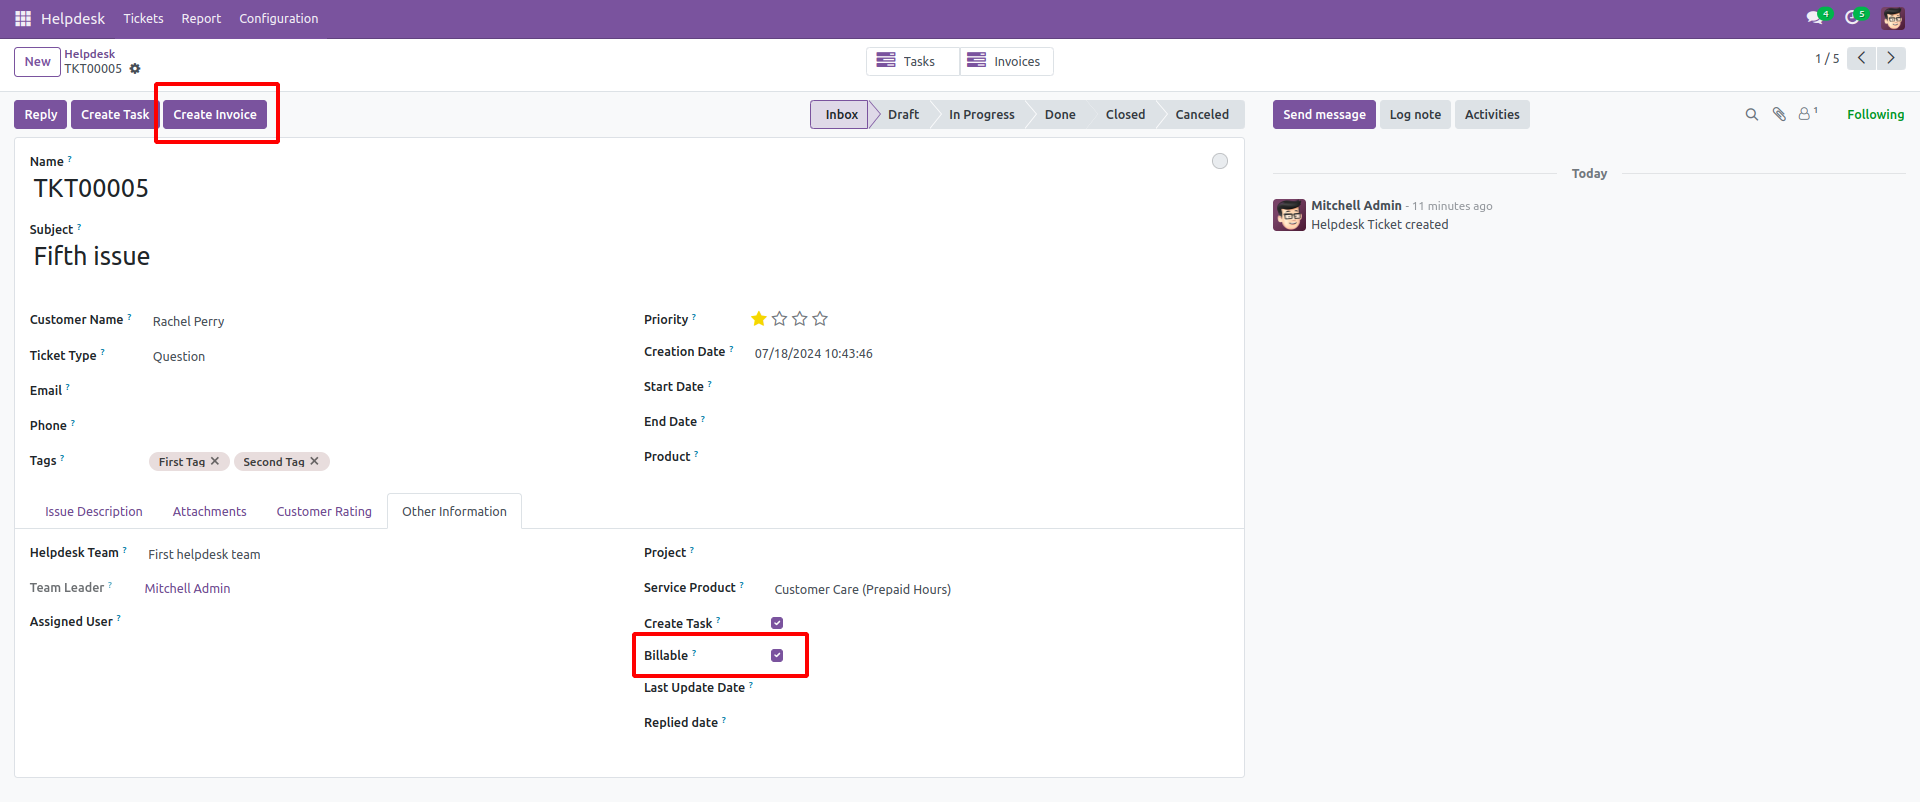 Helpdesk Tickets Report Configuration 4 5
New Helpdesk
TKT00005
Tasks Invoices 1 / 5
Reply Create Task Create Invoice Inbox Draft In Progress Done Closed Canceled Send message Log note Activities 1 Following
Name ?
TKT00005
Subject ?
Fifth issue
Customer Name ? Rachel Perry
Ticket Type ? Question
Email ?
Phone ?
Tags ? First Tag Second Tag
Priority ?
Creation Date ? 07/18/2024 10:43:46
Start Date ?
End Date ?
Product ?
Issue Description Attachments Customer Rating Other Information
Helpdesk Team ? First helpdesk team
Team Leader ? Mitchell Admin
Assigned User ?
Project ?
Service Product ? Customer Care (Prepaid Hours)
Create Task ?
Billable ?
Last Update Date ?
Replied date ?
Today
Mitchell Admin - 11 minutes ago
Helpdesk Ticket created